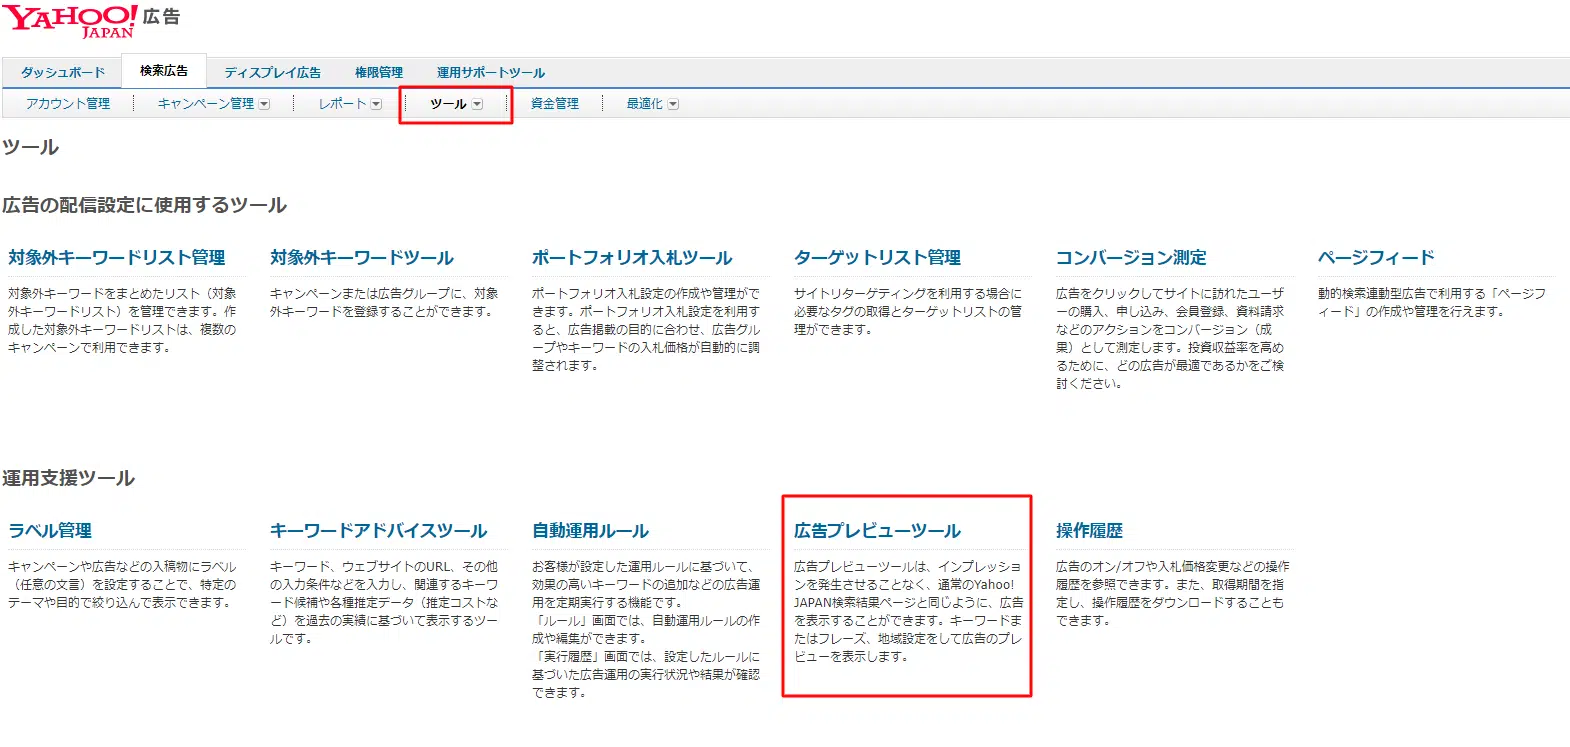 YAHOO! 広告
JAPAN
ダッシュボード 検索広告 ディスプレイ広告 権限管理 運用サポートツール
アカウント管理 キャンペーン管理 レポート ツール 資金管理 最適化
ツール
広告の配信設定に使用するツール
対象外キーワードリスト管理
対象外キーワードをまとめたリスト（対象
外キーワードリスト）を管理できます。作
成した対象外キーワードリストは、複数の
キャンペーンで利用できます。
対象外キーワードツール
キャンペーンまたは広告グループに、対象
外キーワードを登録することができます。
ポートフォリオ入札ツール
ポートフォリオ入札設定の作成や管理がで
きます。ポートフォリオ入札設定を利用す
ると、広告掲載の目的に合わせ、広告グル
ープやキーワードの入札価格が自動的に調
整されます。
ターゲットリスト管理
サイトリターゲティングを利用する場合に
必要なタグの取得とターゲットリストの管
理ができます。
コンバージョン測定
広告をクリックしてサイトに訪れたユーザ
ーの購入、申し込み、会員登録、資料請求
などのアクションをコンバージョン（成
果）として測定します。投資収益率を高め
るために、どの広告が最適であるかをご検
討ください。
ページフィード
動的検索連動型広告で利用する「ページフ
ィード」の作成や管理を行えます。
運用支援ツール
ラベル管理
キャンペーンや広告などの入稿物にラベル
（任意の文言）を設定することで、特定の
テーマや目的で絞り込んで表示できます。
キーワードアドバイスツール
キーワード、ウェブサイトのURL、その他
の入力条件などを入力し、関連するキーワ
ード候補や各種推定データ（推定コストな
ど）を過去の実績に基づいて表示するツー
ルです。
自動運用ルール
お客様が設定した運用ルールに基づいて、
効果の高いキーワードの追加などの広告運
用を定期実行する機能です。
「ルール」画面では、自動運用ルールの作
成や編集ができます。
「実行履歴」画面では、設定したルールに
基づいた広告運用の実行状況や結果が確認
できます。
広告プレビューツール
広告プレビューツールは、インプレッショ
ンを発生させることなく、通常のYahoo!
JAPAN検索結果ページと同じように、広告
を表示することができます。キーワードま
たはフレーズ、地域設定をして広告のプレ
ビューを表示します。
操作履歴
広告のオン/オフや入札価格変更などの操作
履歴を参照できます。また、取得期間を指
定し、操作履歴をダウンロードすることも
できます。